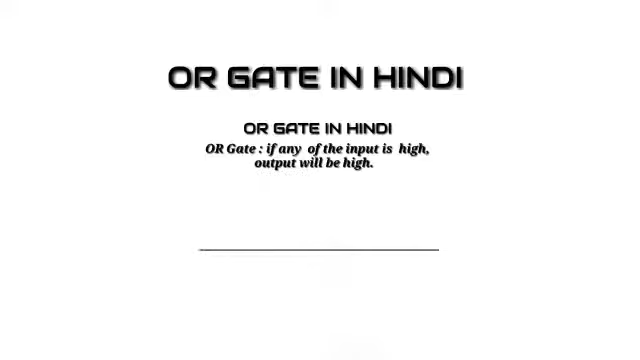 OR GATE IN HINDI
OR GATE IN HINDI
OR Gate : if any of the input is high,
output will be high.